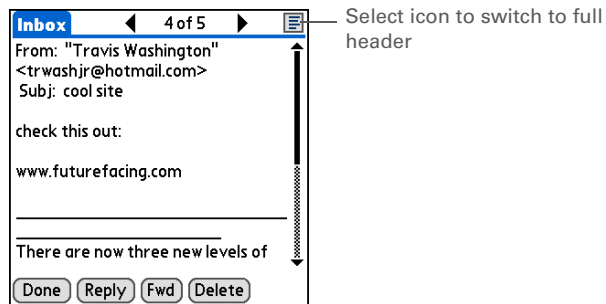 Inbox 4 of 5
Select icon to switch to full
header
From: "Travis Washington"
<trwashjr@hotmail.com>
Subj: cool site
check this out:
www.futurefacing.com
There are now three new levels of
Done Reply Fwd Delete